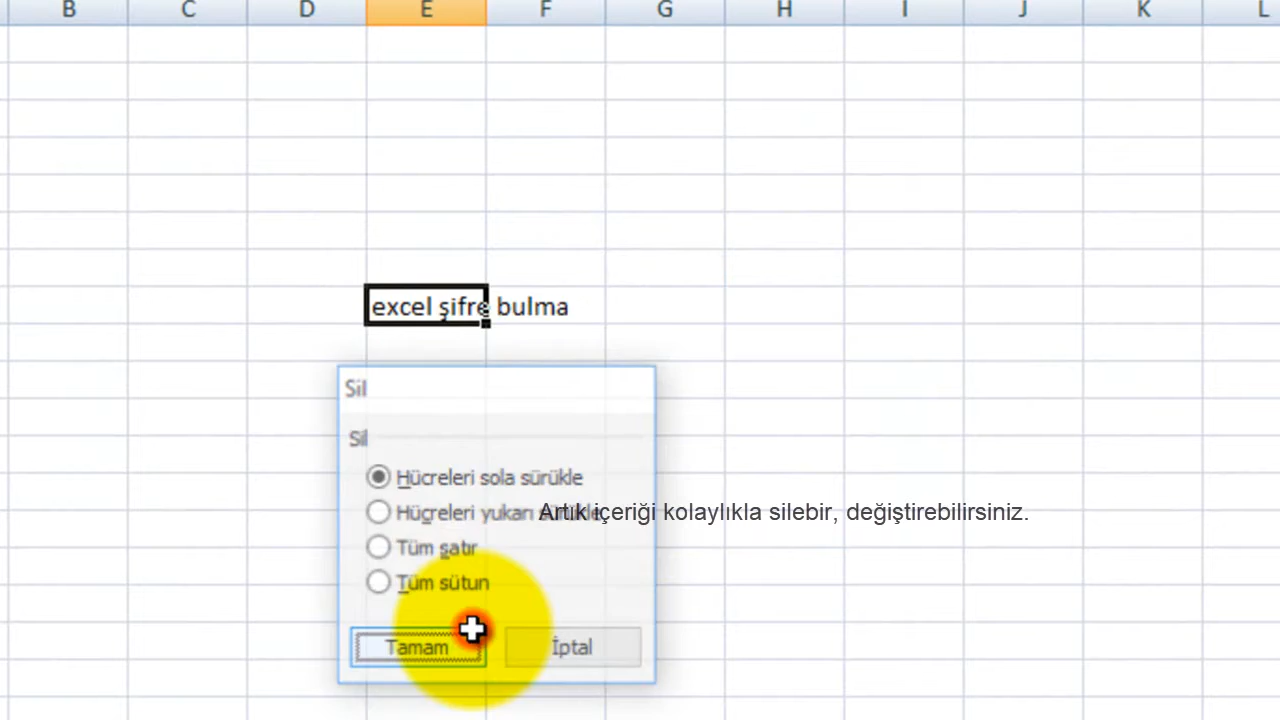 B C D E F G H I J K L
excel şifre bulma
Sil
Sil
Hücreleri sola sürükle
Hücreleri yukarı sürükle
Artık içeriği kolaylıkla silebir, değiştirebilirsiniz.
Tüm satır
Tüm sütun
Tamam İptal